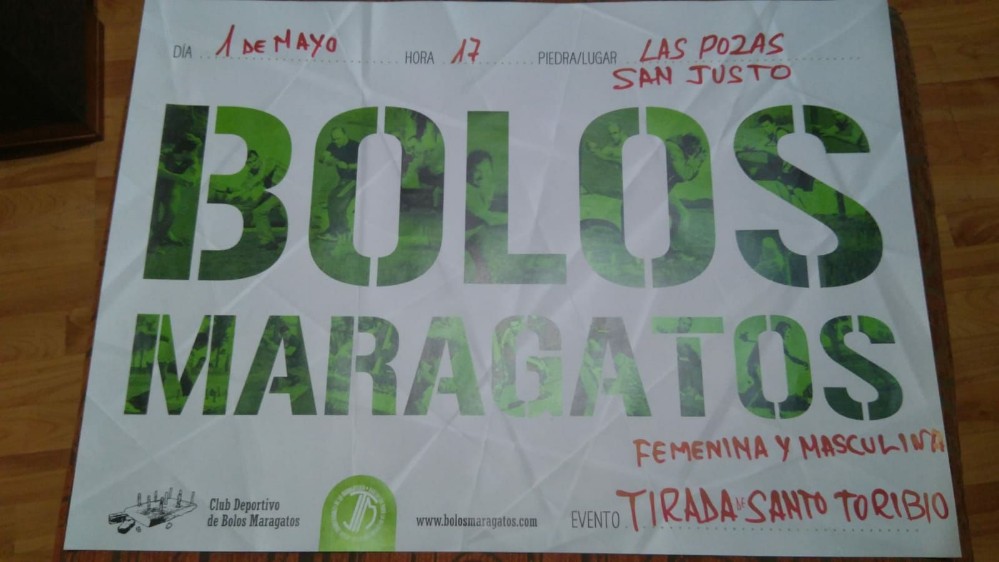 DÍA 1 DE MAYO HORA 17 PIEDRA/LUGAR LAS POZAS
SAN JUSTO
BOLOS
MARAGATOS
FEMENINA Y MASCULINA
Club Deportivo
de Bolos Maragatos
www.bolosmaragatos.com
EVENTO TIRADA DE SANTO TORIBIO